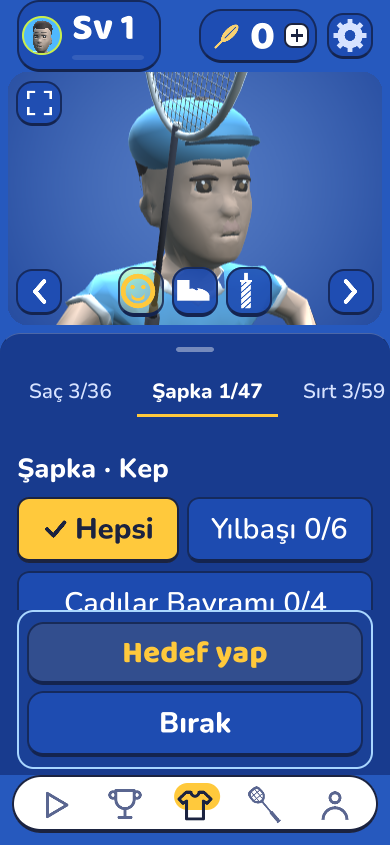 Sv 1
0
Saç 3/36
Şapka 1/47
Sırt 3/59
Şapka · Kep
Hepsi
Yılbaşı 0/6
Cadılar Bayramı 0/4
Hedef yap
Bırak